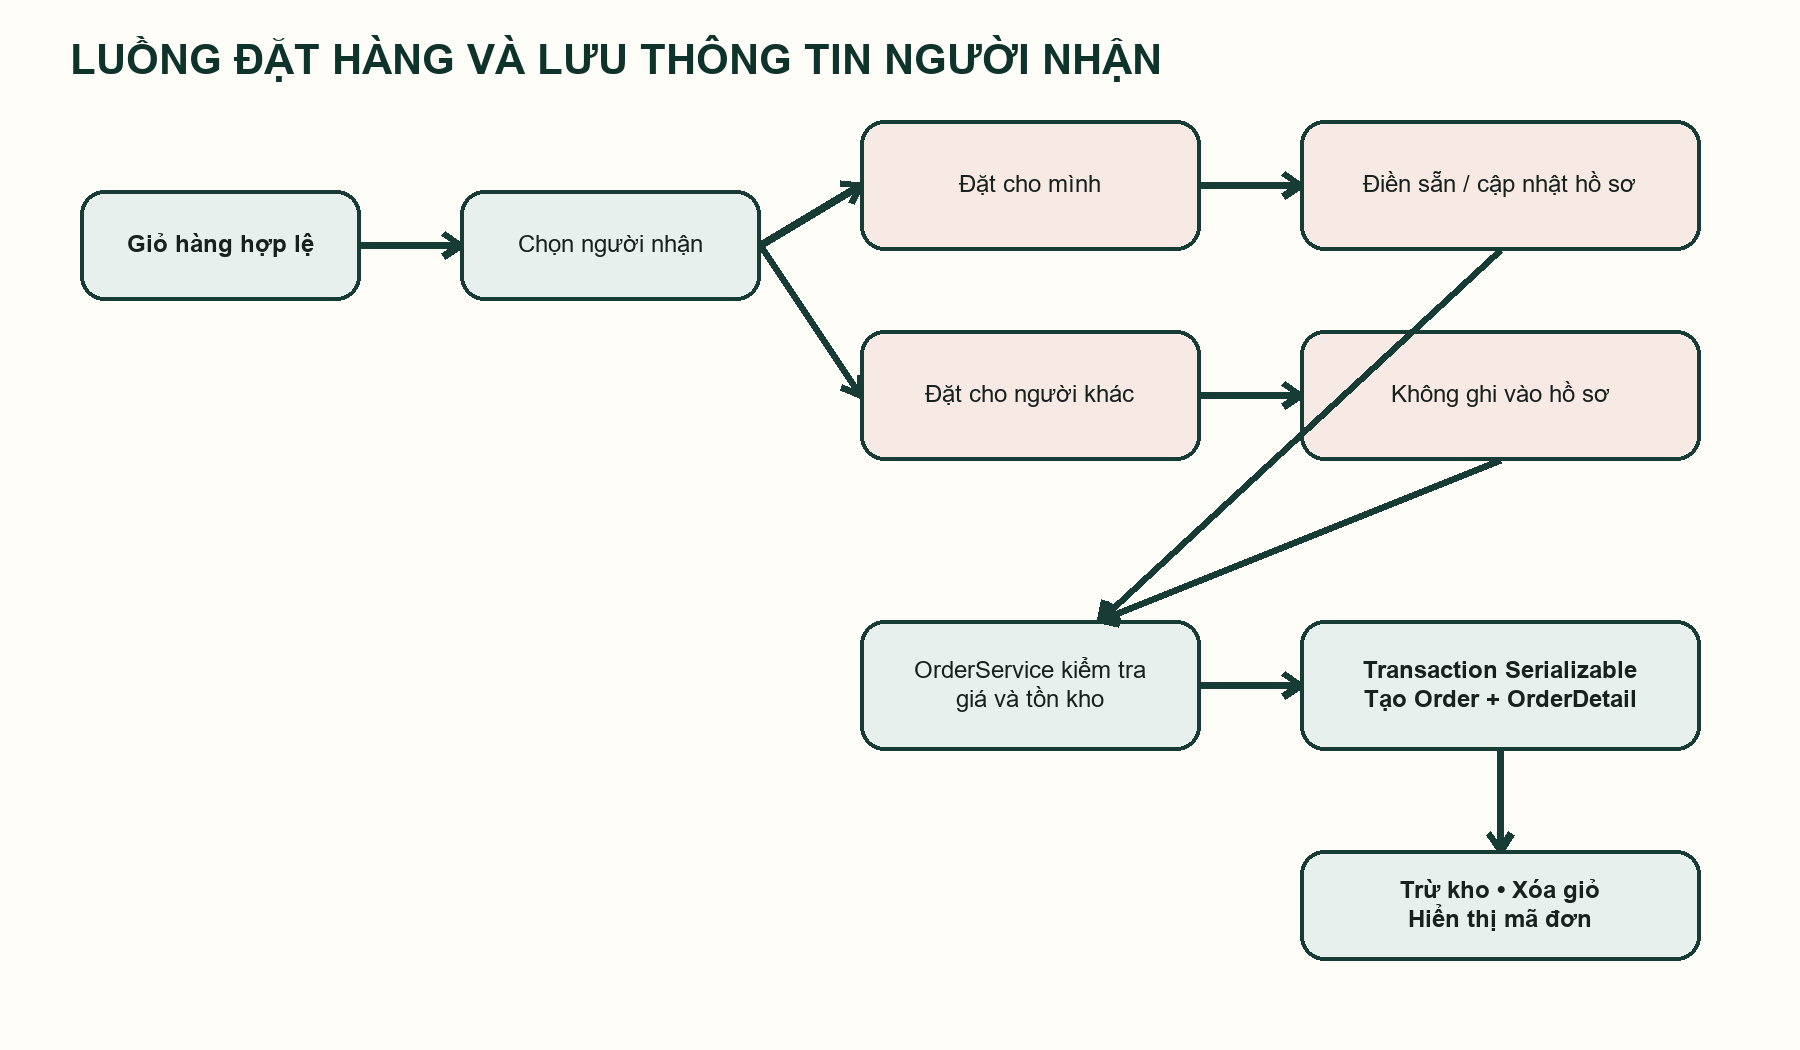 LUỒNG ĐẶT HÀNG VÀ LƯU THÔNG TIN NGƯỜI NHẬN
Giỏ hàng hợp lệ
Chọn người nhận
Đặt cho mình
Điền sẵn / cập nhật hồ sơ
Đặt cho người khác
Không ghi vào hồ sơ
OrderService kiểm tra
giá và tồn kho
Transaction Serializable
Tạo Order + OrderDetail
Trừ kho • Xóa giỏ
Hiển thị mã đơn